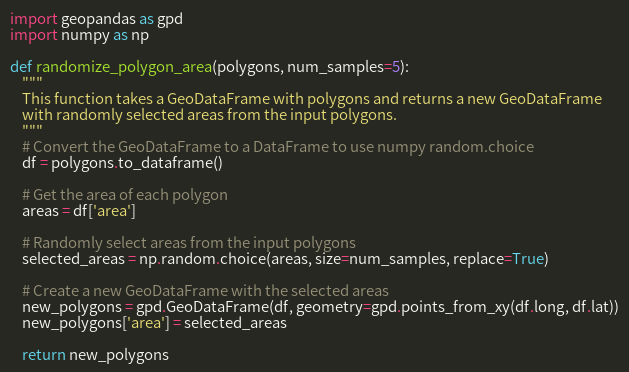 import geopandas as gpd
import numpy as np

def randomize_polygon_area(polygons, num_samples=5):
    """
    This function takes a GeoDataFrame with polygons and returns a new GeoDataFrame
    with randomly selected areas from the input polygons.
    """
    # Convert the GeoDataFrame to a DataFrame to use numpy random.choice
    df = polygons.to_dataframe()

    # Get the area of each polygon
    areas = df['area']

    # Randomly select areas from the input polygons
    selected_areas = np.random.choice(areas, size=num_samples, replace=True)

    # Create a new GeoDataFrame with the selected areas
    new_polygons = gpd.GeoDataFrame(df, geometry=gpd.points_from_xy(df.long, df.lat))
    new_polygons['area'] = selected_areas

    return new_polygons